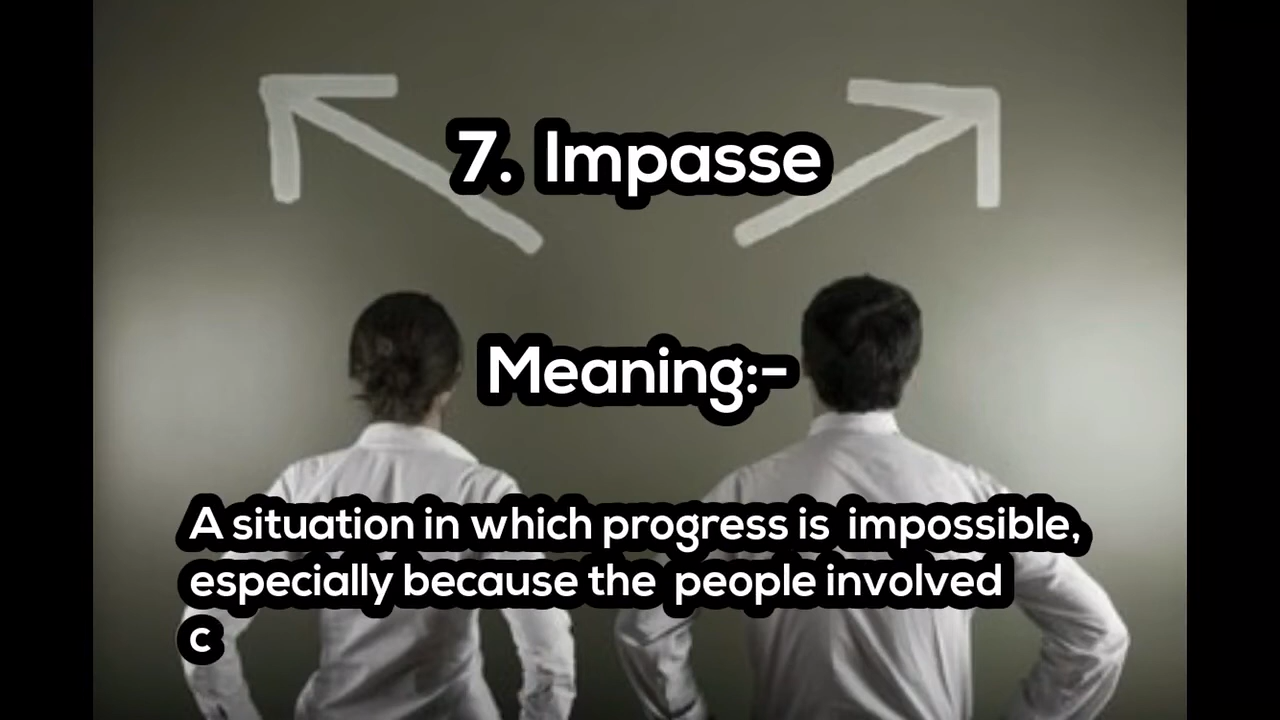 7. Impasse
Meaning:-
A situation in which progress is impossible,
especially because the people involved
c